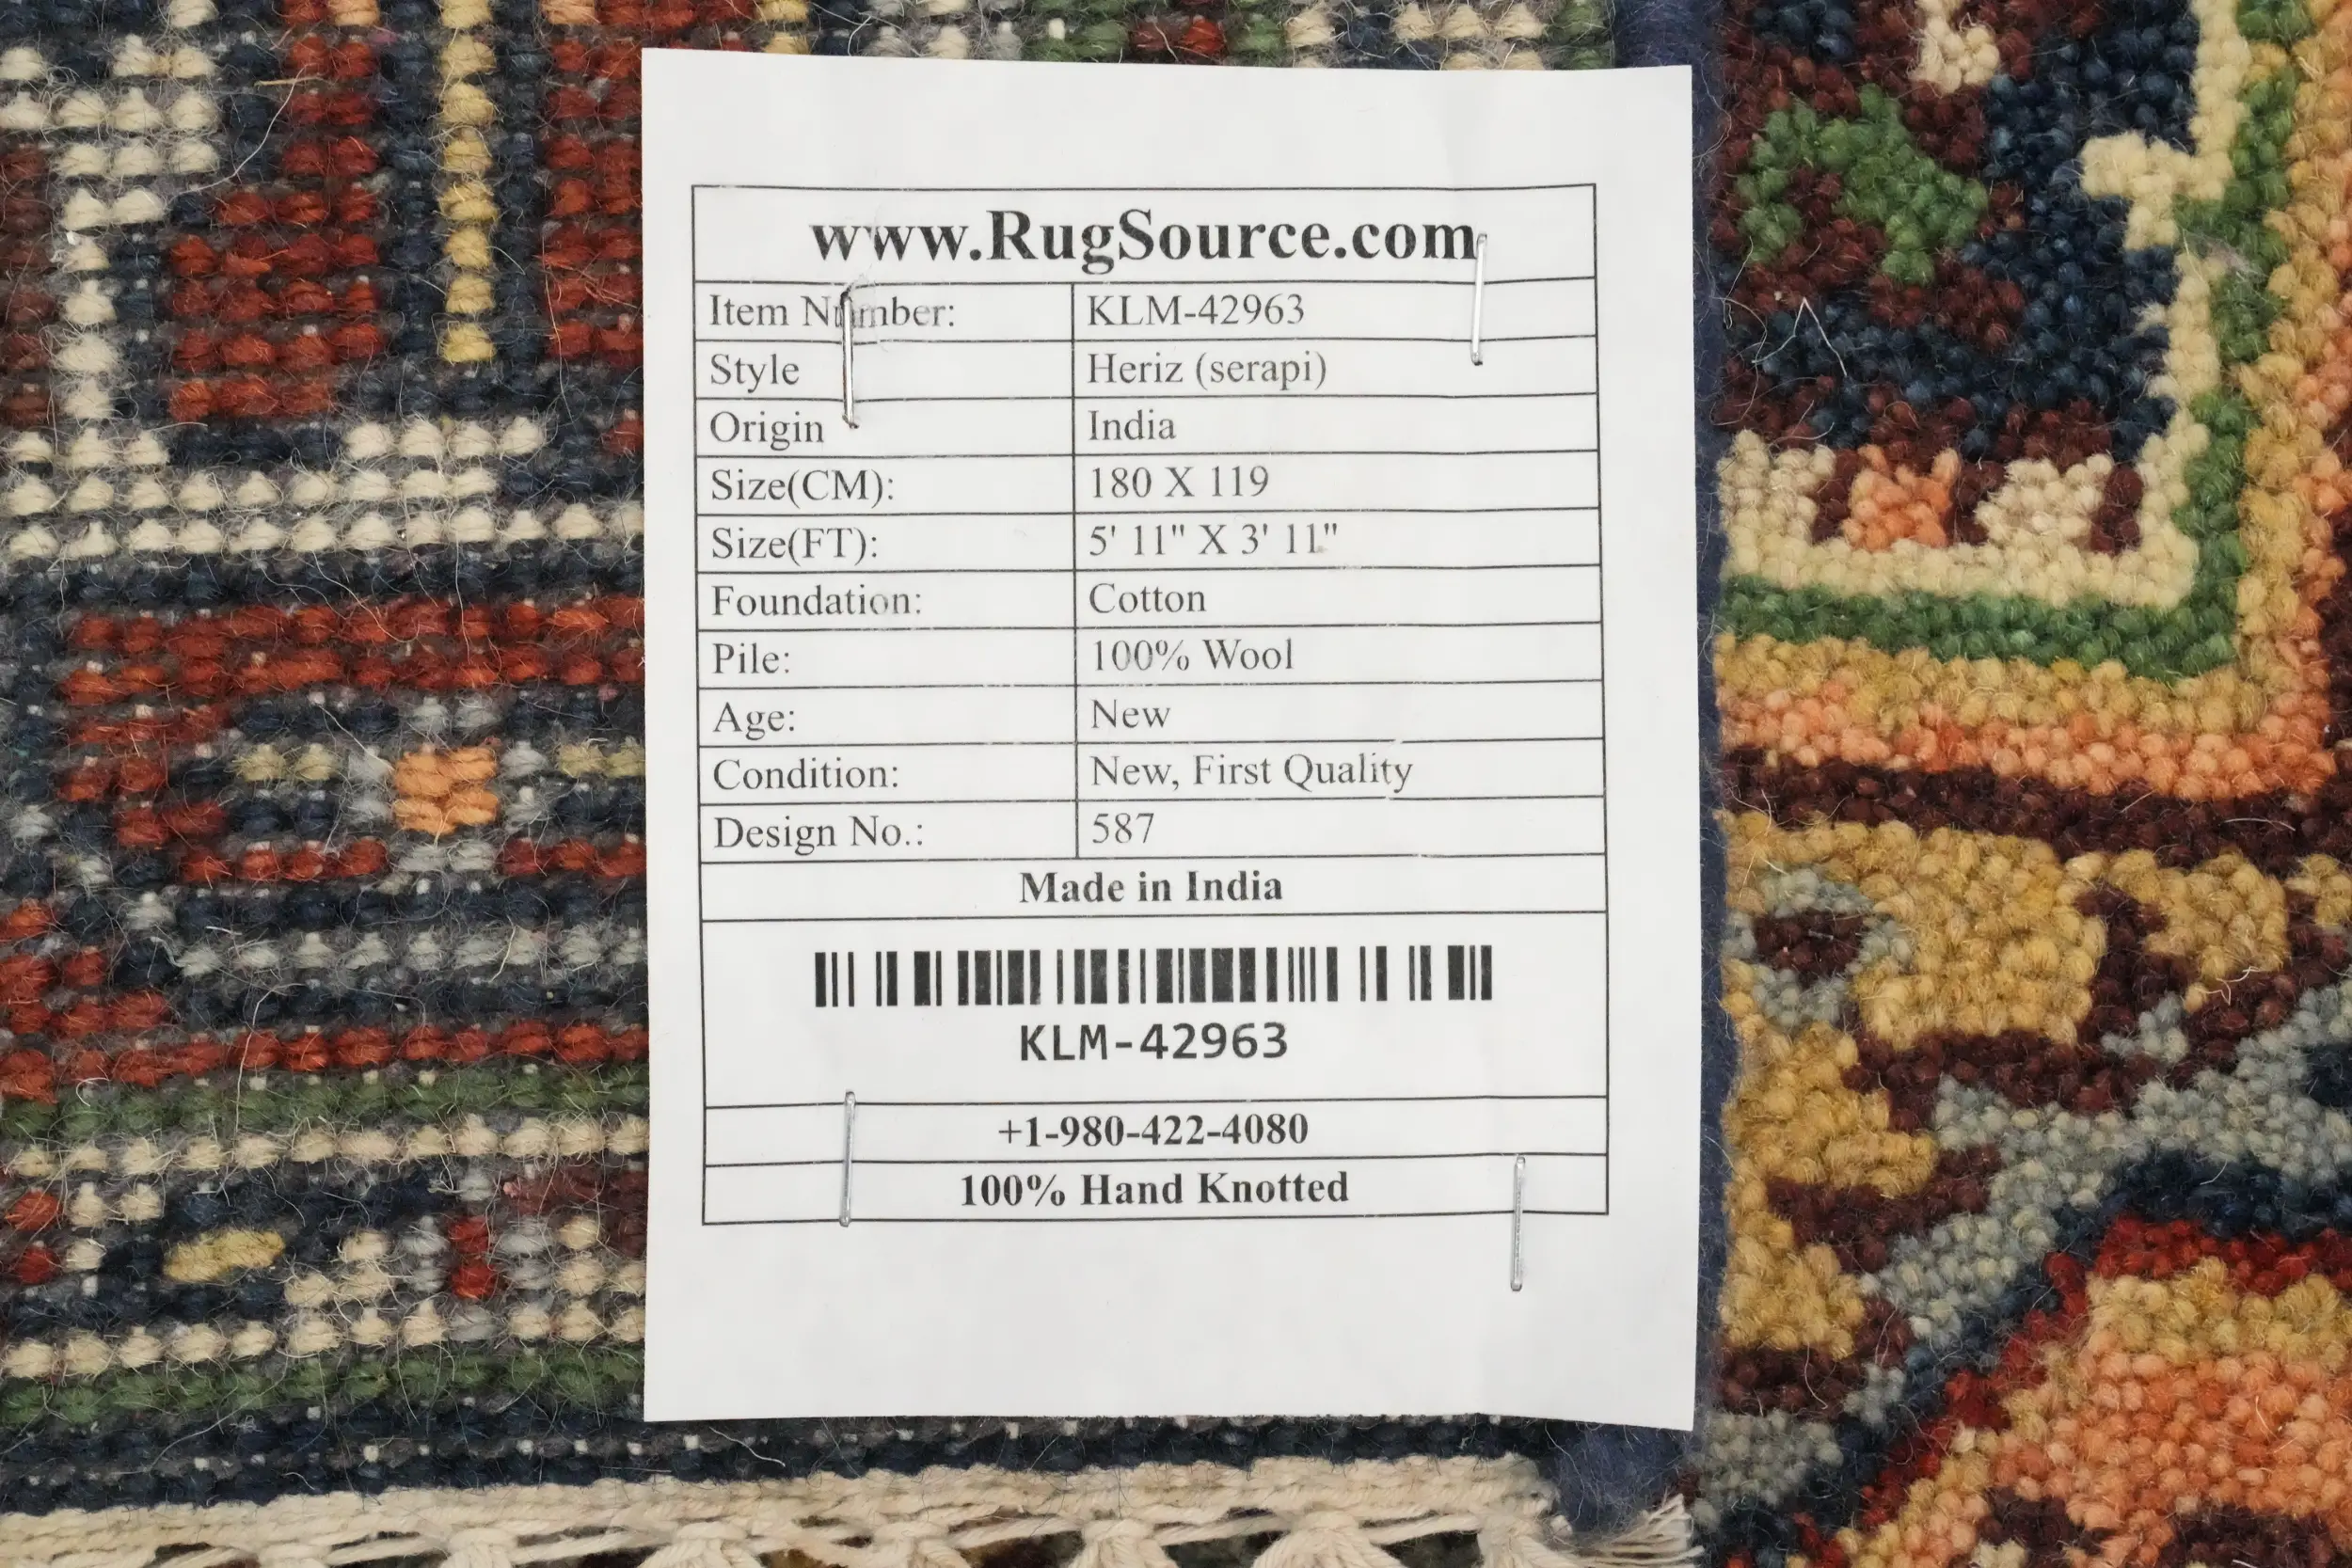 www.RugSource.com
Item Number: KLM-42963
Style Heriz (serapi)
Origin India
Size(CM): 180 X 119
Size(FT): 5' 11" X 3' 11"
Foundation: Cotton
Pile: 100% Wool
Age: New
Condition: New, First Quality
Design No.: 587
Made in India
KLM-42963
+1-980-422-4080
100% Hand Knotted